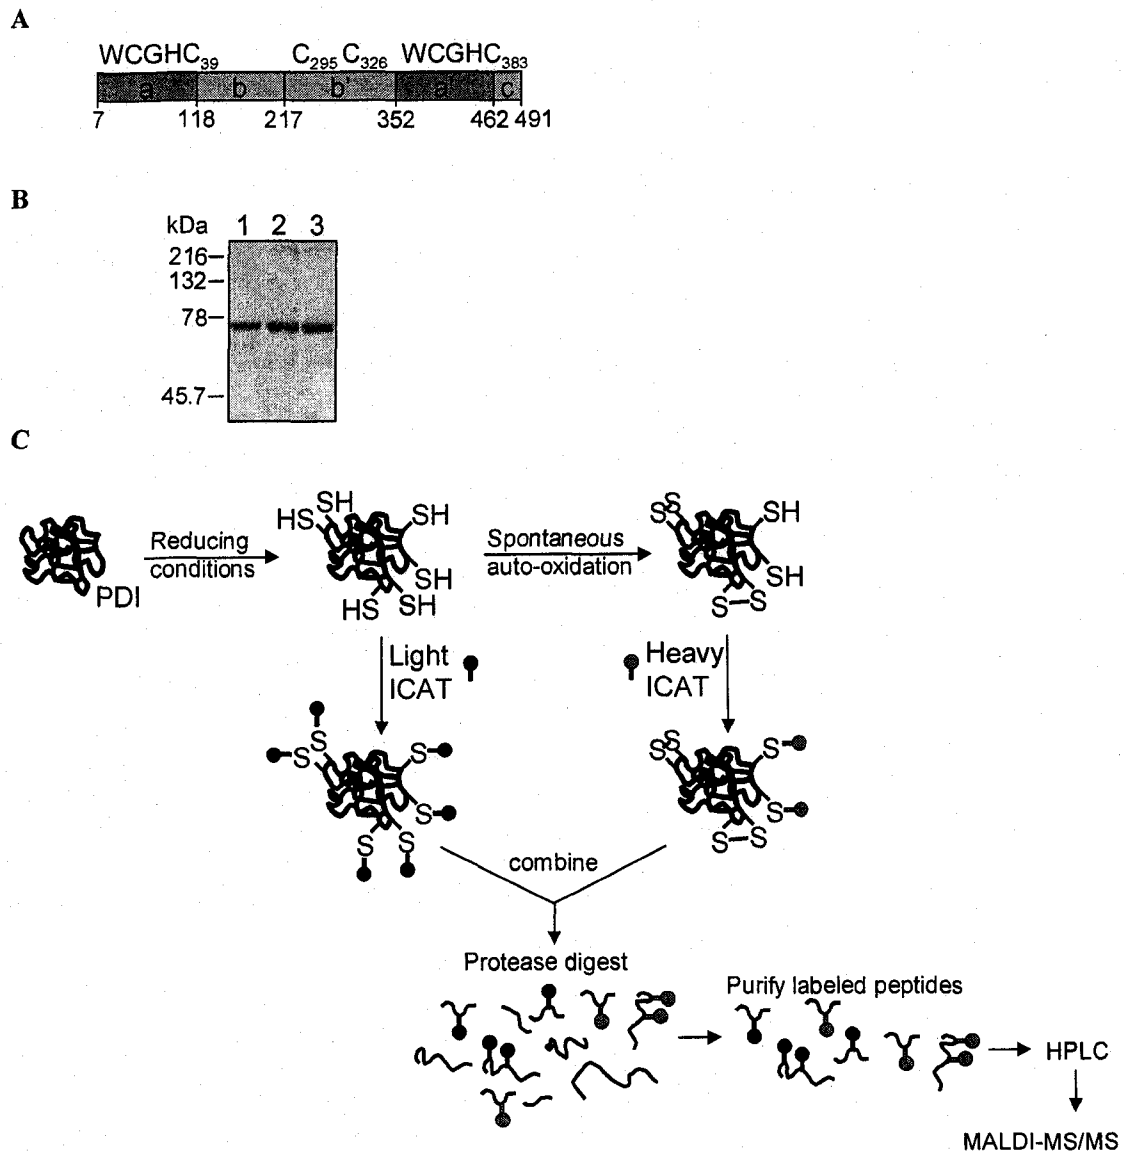 A
WCGHC39 C295 C326 WCGHC383
a b b' a' c
7 118 217 352 462 491
B
kDa 1 2 3
216
132
78
45.7
C
PDI
Reducing conditions
SH
HS
SH
SH
HS SH
Spontaneous auto-oxidation
S S
SH
SH
S S
Light
ICAT
Heavy
ICAT
S
S
S
S
S S
S S
S
S
S S
combine
Protease digest
Purify labeled peptides
HPLC
MALDI-MS/MS